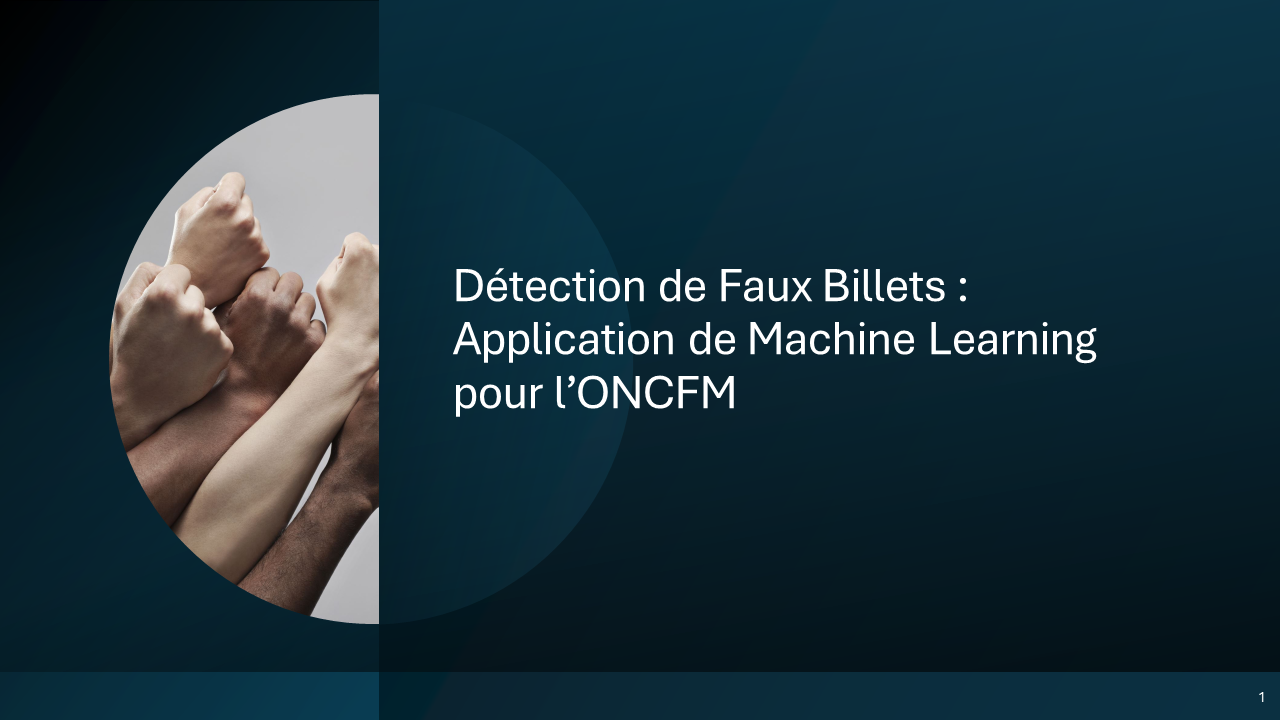 Détection de Faux Billets :
Application de Machine Learning
pour l’ONCFM
1